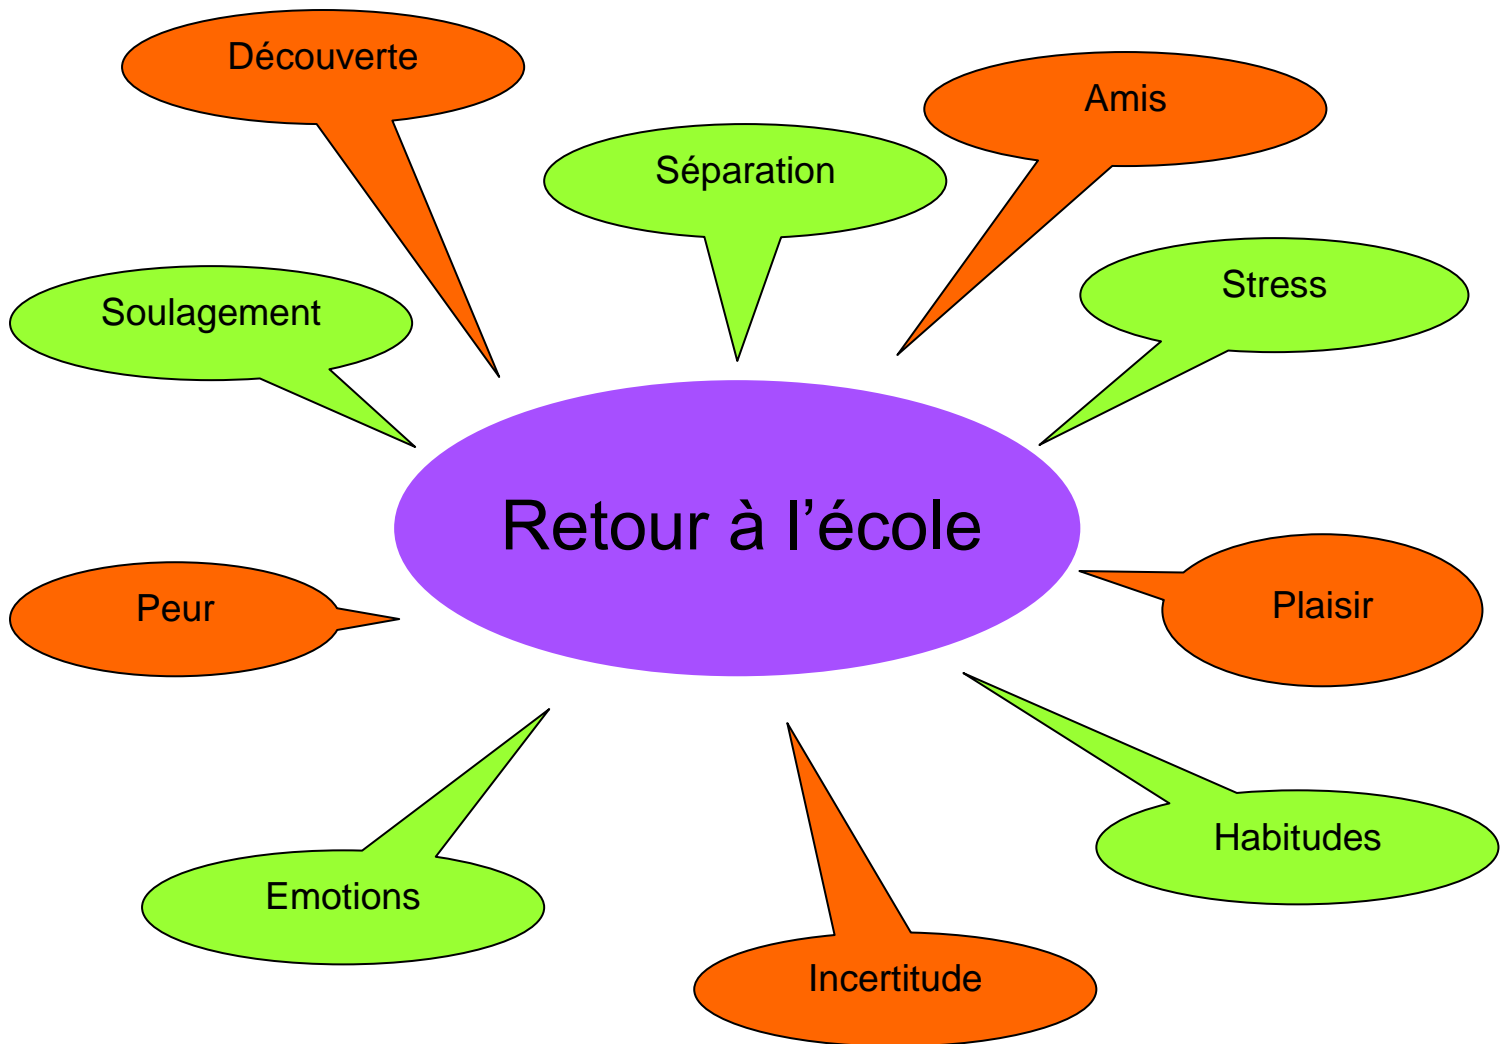 Découverte
Amis
Séparation
Stress
Soulagement
Retour à l’école
Peur
Plaisir
Habitudes
Emotions
Incertitude